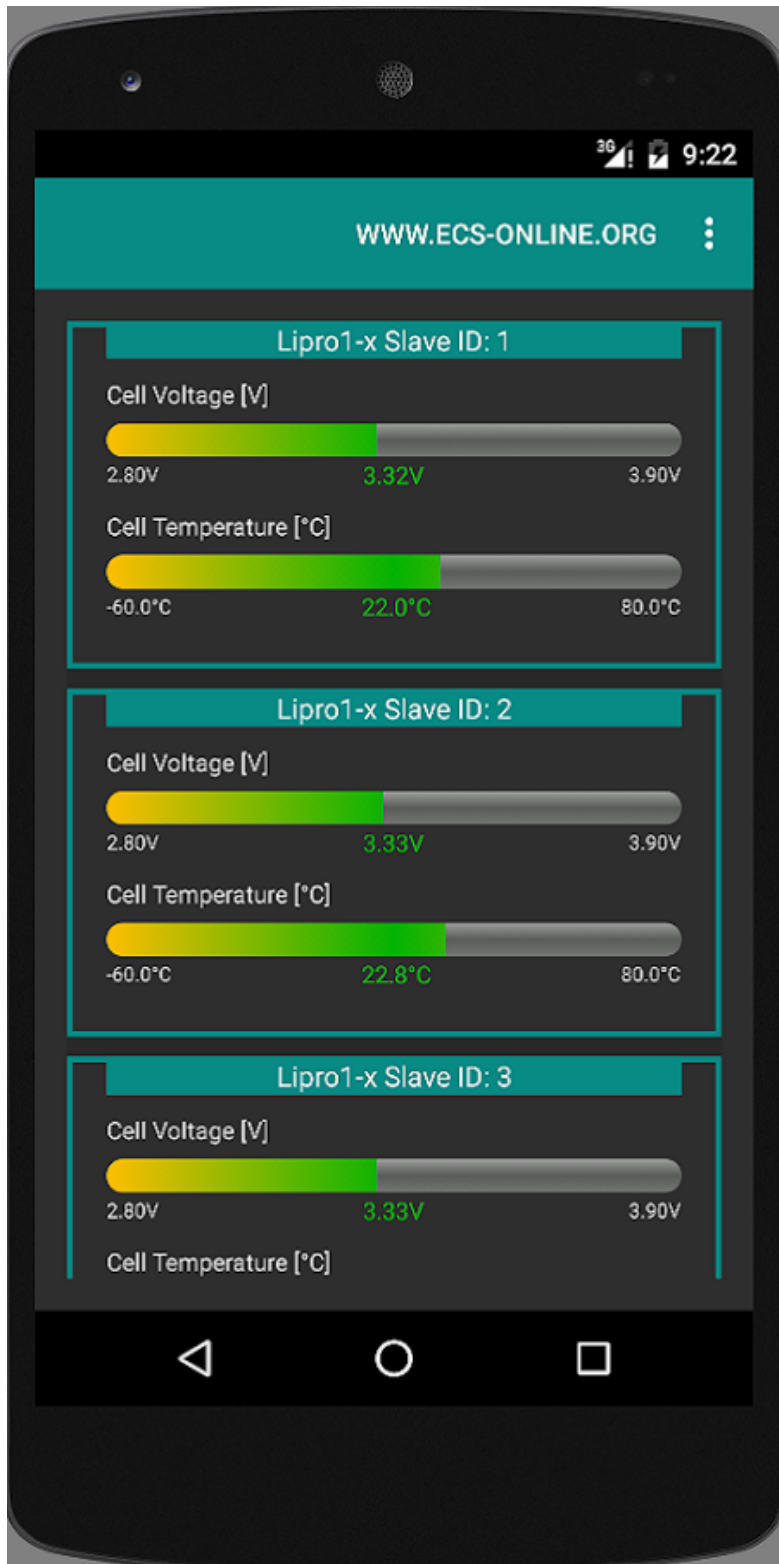 3G 9:22
WWW.ECS-ONLINE.ORG
Lipro1-x Slave ID: 1
Cell Voltage [V]
2.80V 3.32V 3.90V
Cell Temperature [°C]
-60.0°C 22.0°C 80.0°C
Lipro1-x Slave ID: 2
Cell Voltage [V]
2.80V 3.33V 3.90V
Cell Temperature [°C]
-60.0°C 22.8°C 80.0°C
Lipro1-x Slave ID: 3
Cell Voltage [V]
2.80V 3.33V 3.90V
Cell Temperature [°C]